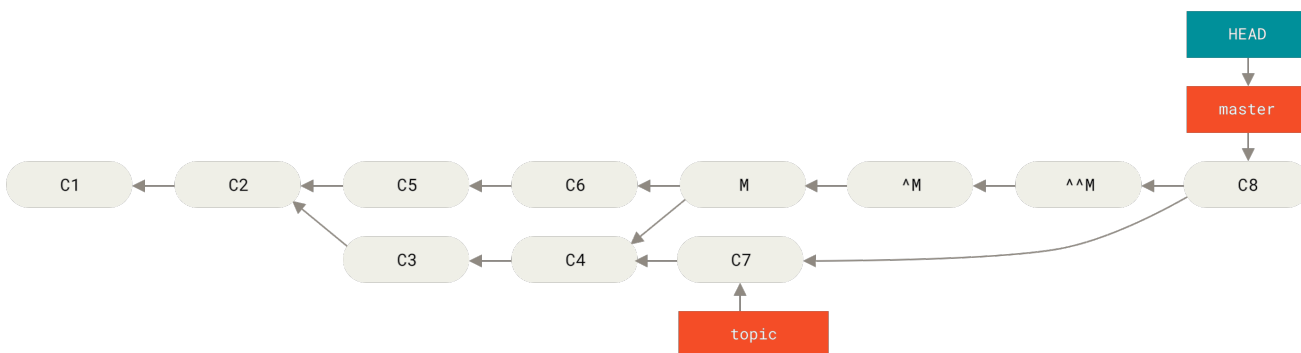 HEAD
master
C1 C2 C5 C6 M ^M ^^M C8
C3 C4 C7
topic